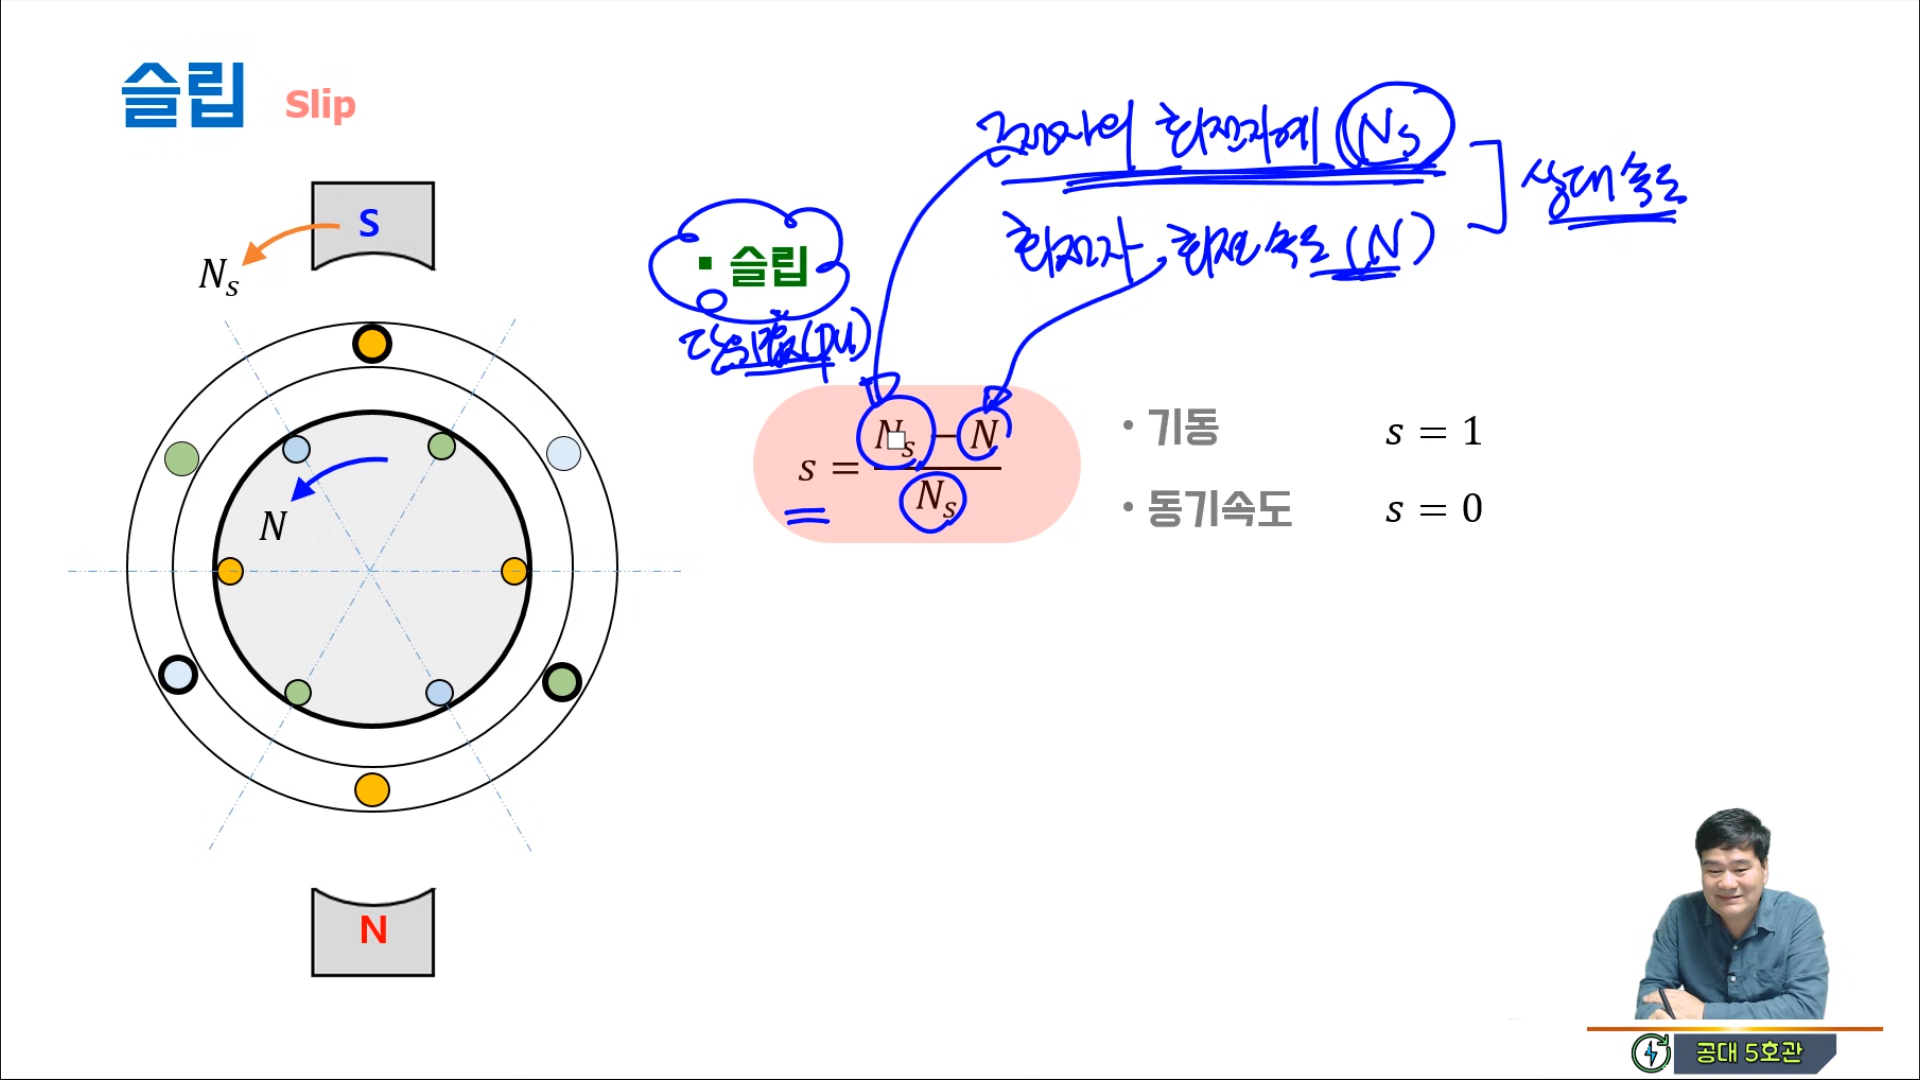 슬립 Slip
고정자의 회전자계 Ns
상대속도
회전자 회전속도 (N)
S
Ns
▪ 슬립
단위법(pu)
s = (Ns − N) / Ns
• 기동 s = 1
• 동기속도 s = 0
N
N
공대 5호관